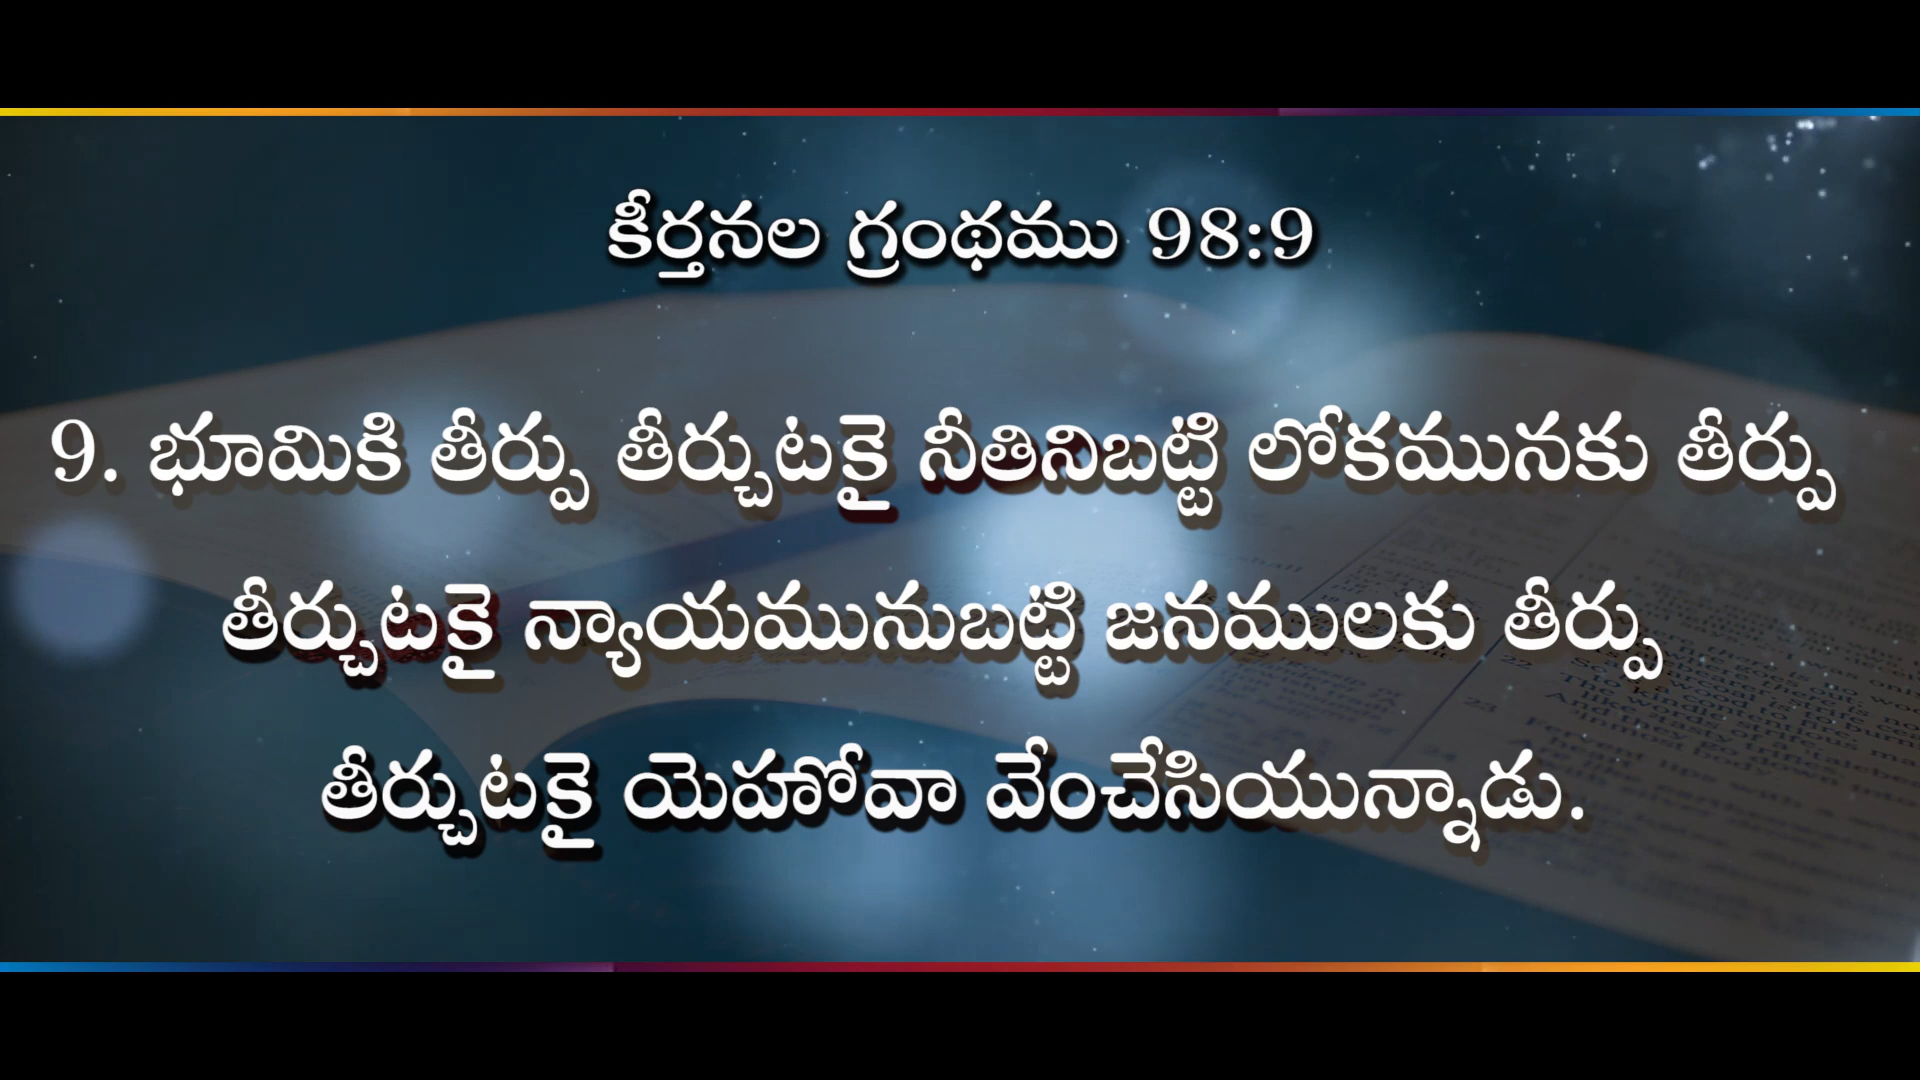 కీర్తనల గ్రంథము 98:9
9. భూమికి తీర్పు తీర్చుటకై నీతినిబట్టి లోకమునకు తీర్పు
తీర్చుటకై న్యాయమునుబట్టి జనములకు తీర్పు
తీర్చుటకై యెహోవా వేంచేసియున్నాడు.